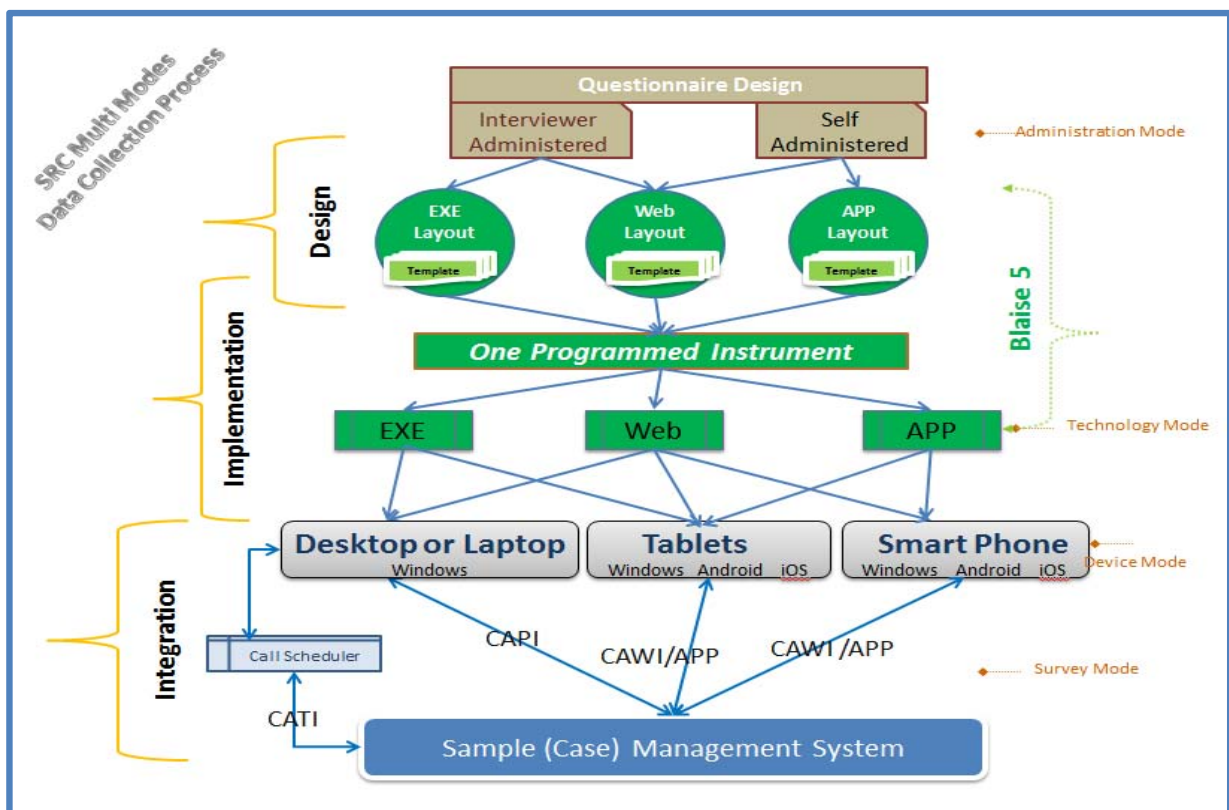 SRC Multi Modes
Data Collection Process
Questionnaire Design
Interviewer
Administered
Self
Administered
Administration Mode
Design
EXE
Layout
Template
Web
Layout
Template
APP
Layout
Template
Blaise 5
Implementation
One Programmed Instrument
EXE
Web
APP
Technology Mode
Integration
Desktop or Laptop
Windows
Tablets
Windows Android iOS
Smart Phone
Windows Android iOS
Device Mode
Call Scheduler
CAPI
CAWI/APP
CAWI /APP
Survey Mode
CATI
Sample (Case) Management System